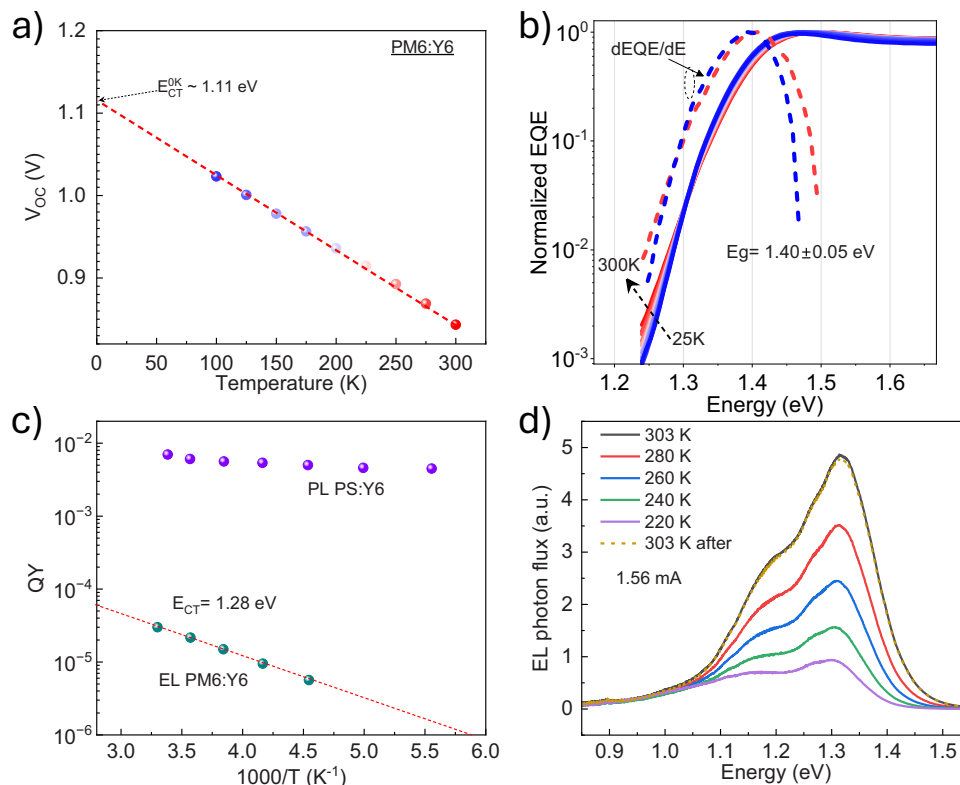 a)
PM6:Y6
E_CT^0K ~ 1.11 eV
V_OC (V)
1.2
1.1
1.0
0.9
0 50 100 150 200 250 300
Temperature (K)
b)
dEQE/dE
Normalized EQE
10^0
10^-1
10^-2
10^-3
Eg= 1.40±0.05 eV
300K
25K
1.2 1.3 1.4 1.5 1.6
Energy (eV)
c)
QY
10^-2
10^-3
10^-4
10^-5
10^-6
PL PS:Y6
E_CT= 1.28 eV
EL PM6:Y6
3.0 3.5 4.0 4.5 5.0 5.5 6.0
1000/T (K^-1)
d)
EL photon flux (a.u.)
5
4
3
2
1
0
303 K
280 K
260 K
240 K
220 K
303 K after
1.56 mA
0.9 1.0 1.1 1.2 1.3 1.4 1.5
Energy (eV)